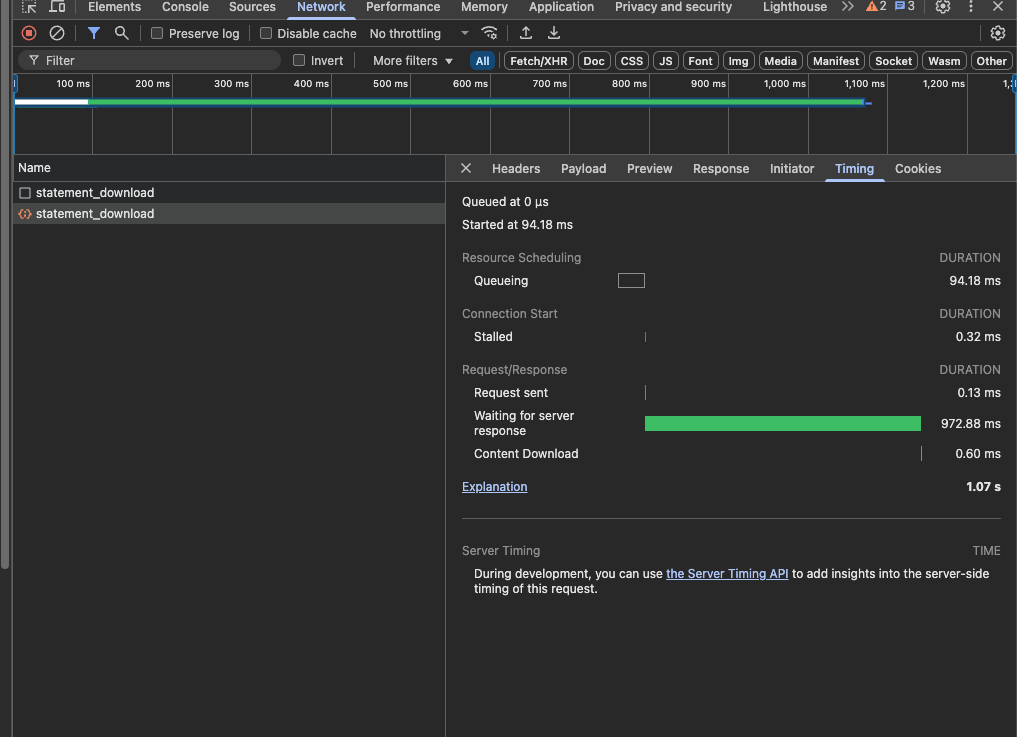 Elements Console Sources Network Performance Memory Application Privacy and security Lighthouse 2 3
Preserve log Disable cache No throttling
Filter Invert More filters All Fetch/XHR Doc CSS JS Font Img Media Manifest Socket Wasm Other
100 ms 200 ms 300 ms 400 ms 500 ms 600 ms 700 ms 800 ms 900 ms 1,000 ms 1,100 ms 1,200 ms
Name
Headers Payload Preview Response Initiator Timing Cookies
statement_download
statement_download
Queued at 0 μs
Started at 94.18 ms
Resource Scheduling DURATION
Queueing 94.18 ms
Connection Start DURATION
Stalled 0.32 ms
Request/Response DURATION
Request sent 0.13 ms
Waiting for server
response 972.88 ms
Content Download 0.60 ms
Explanation 1.07 s
Server Timing TIME
During development, you can use the Server Timing API to add insights into the server-side
timing of this request.